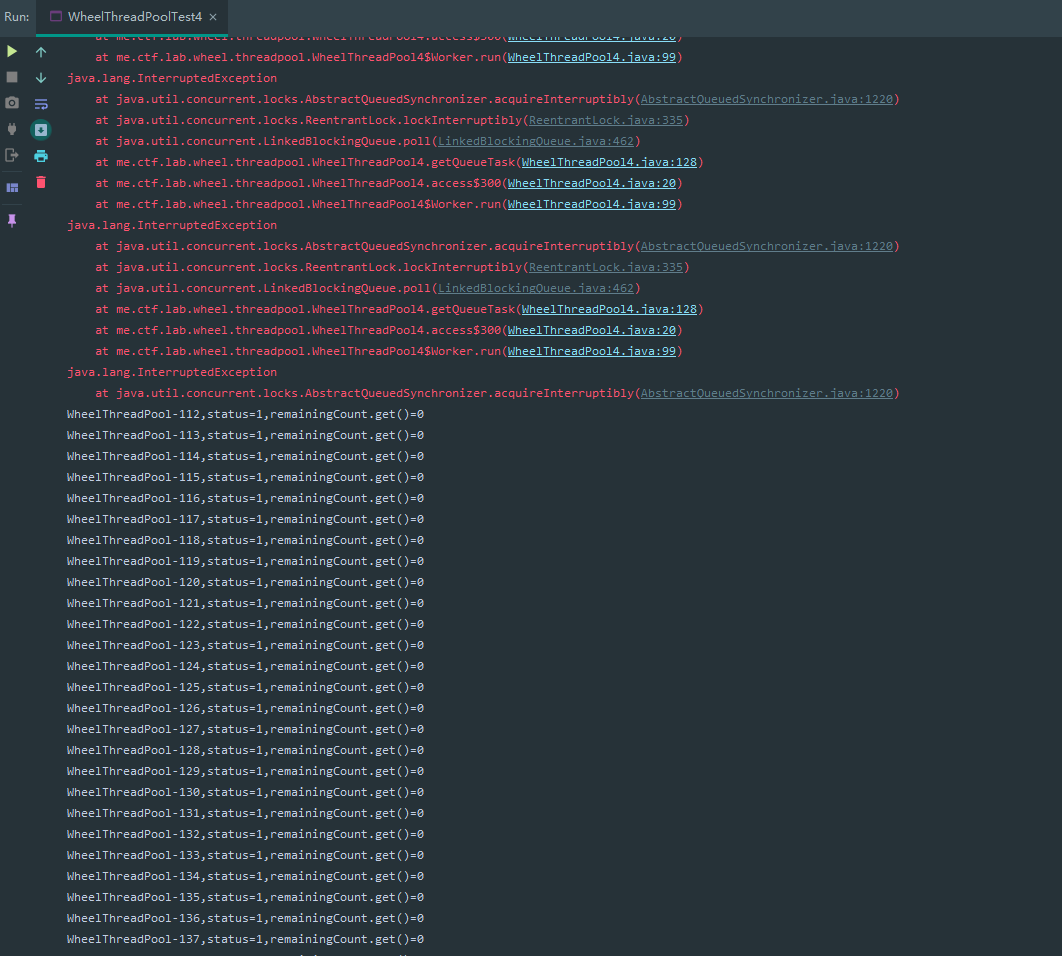 Run: WheelThreadPoolTest4 ×
at me.ctf.lab.wheel.threadpool.WheelThreadPool4.access$300(WheelThreadPool4.java:20)
at me.ctf.lab.wheel.threadpool.WheelThreadPool4$Worker.run(WheelThreadPool4.java:99)
java.lang.InterruptedException
at java.util.concurrent.locks.AbstractQueuedSynchronizer.acquireInterruptibly(AbstractQueuedSynchronizer.java:1220)
at java.util.concurrent.locks.ReentrantLock.lockInterruptibly(ReentrantLock.java:335)
at java.util.concurrent.LinkedBlockingQueue.poll(LinkedBlockingQueue.java:462)
at me.ctf.lab.wheel.threadpool.WheelThreadPool4.getQueueTask(WheelThreadPool4.java:128)
at me.ctf.lab.wheel.threadpool.WheelThreadPool4.access$300(WheelThreadPool4.java:20)
at me.ctf.lab.wheel.threadpool.WheelThreadPool4$Worker.run(WheelThreadPool4.java:99)
java.lang.InterruptedException
at java.util.concurrent.locks.AbstractQueuedSynchronizer.acquireInterruptibly(AbstractQueuedSynchronizer.java:1220)
at java.util.concurrent.locks.ReentrantLock.lockInterruptibly(ReentrantLock.java:335)
at java.util.concurrent.LinkedBlockingQueue.poll(LinkedBlockingQueue.java:462)
at me.ctf.lab.wheel.threadpool.WheelThreadPool4.getQueueTask(WheelThreadPool4.java:128)
at me.ctf.lab.wheel.threadpool.WheelThreadPool4.access$300(WheelThreadPool4.java:20)
at me.ctf.lab.wheel.threadpool.WheelThreadPool4$Worker.run(WheelThreadPool4.java:99)
java.lang.InterruptedException
at java.util.concurrent.locks.AbstractQueuedSynchronizer.acquireInterruptibly(AbstractQueuedSynchronizer.java:1220)
WheelThreadPool-112,status=1,remainingCount.get()=0
WheelThreadPool-113,status=1,remainingCount.get()=0
WheelThreadPool-114,status=1,remainingCount.get()=0
WheelThreadPool-115,status=1,remainingCount.get()=0
WheelThreadPool-116,status=1,remainingCount.get()=0
WheelThreadPool-117,status=1,remainingCount.get()=0
WheelThreadPool-118,status=1,remainingCount.get()=0
WheelThreadPool-119,status=1,remainingCount.get()=0
WheelThreadPool-120,status=1,remainingCount.get()=0
WheelThreadPool-121,status=1,remainingCount.get()=0
WheelThreadPool-122,status=1,remainingCount.get()=0
WheelThreadPool-123,status=1,remainingCount.get()=0
WheelThreadPool-124,status=1,remainingCount.get()=0
WheelThreadPool-125,status=1,remainingCount.get()=0
WheelThreadPool-126,status=1,remainingCount.get()=0
WheelThreadPool-127,status=1,remainingCount.get()=0
WheelThreadPool-128,status=1,remainingCount.get()=0
WheelThreadPool-129,status=1,remainingCount.get()=0
WheelThreadPool-130,status=1,remainingCount.get()=0
WheelThreadPool-131,status=1,remainingCount.get()=0
WheelThreadPool-132,status=1,remainingCount.get()=0
WheelThreadPool-133,status=1,remainingCount.get()=0
WheelThreadPool-134,status=1,remainingCount.get()=0
WheelThreadPool-135,status=1,remainingCount.get()=0
WheelThreadPool-136,status=1,remainingCount.get()=0
WheelThreadPool-137,status=1,remainingCount.get()=0